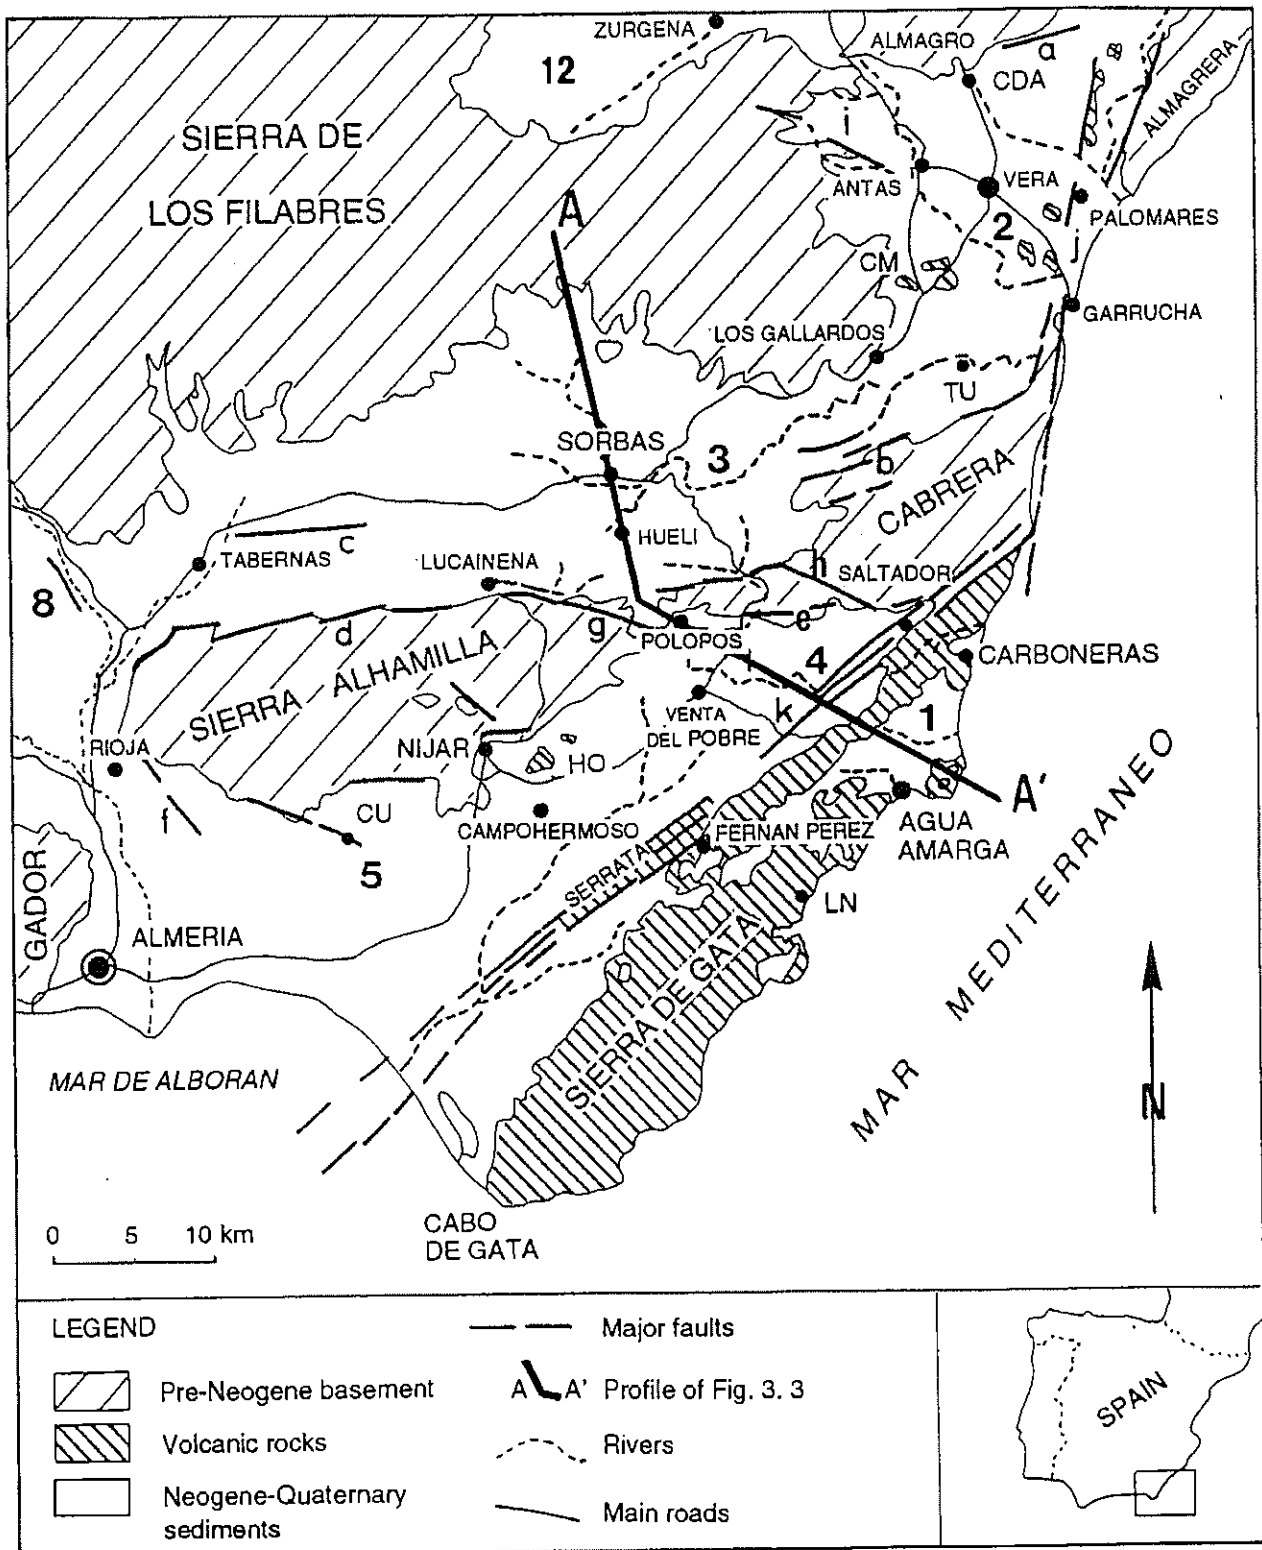 ZURGENA
ALMAGRO
a
12
CDA
ALMAGRERA
SIERRA DE
LOS FILABRES
i
ANTAS
VERA
PALOMARES
A
2
j
CM
GARRUCHA
LOS GALLARDOS
TU
SORBAS
3
b
CABRERA
HUELI
c
TABERNAS
LUCAINENA
h
SALTADOR
8
d
g
e
POLOPOS
4
CARBONERAS
SIERRA ALHAMILLA
VENTA
DEL POBRE
k
1
RIOJA
NIJAR
HO
A'
f
CU
CAMPOHERMOSO
FERNAN PEREZ
AGUA
AMARGA
5
SERRATA
LN
GADOR
ALMERIA
SIERRA DE GATA
MAR MEDITERRANEO
MAR DE ALBORAN
N
CABO
DE GATA
0 5 10 km
LEGEND
Pre-Neogene basement
Volcanic rocks
Neogene-Quaternary
sediments
Major faults
A A' Profile of Fig. 3. 3
Rivers
Main roads
SPAIN